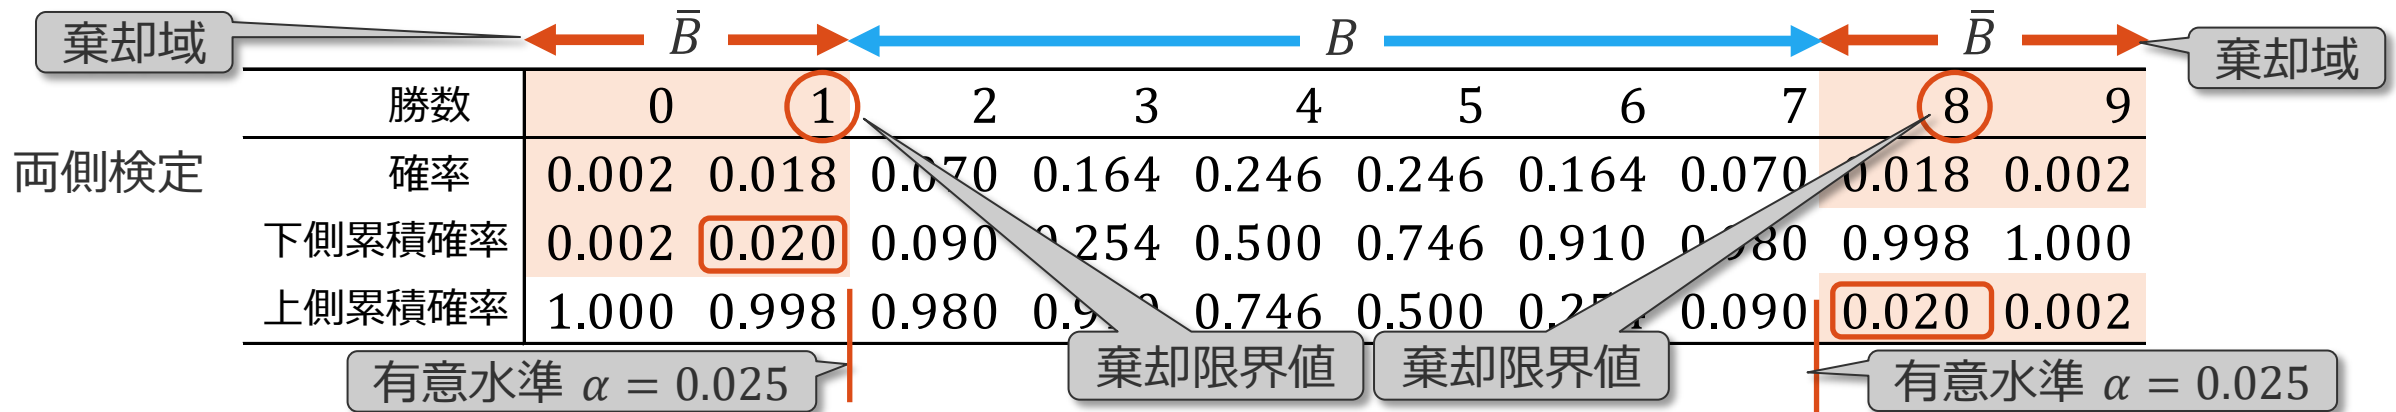 棄却域 B̄ B B̄ 棄却域
勝数 0 1 2 3 4 5 6 7 8 9
両側検定 確率 0.002 0.018 0.070 0.164 0.246 0.246 0.164 0.070 0.018 0.002
下側累積確率 0.002 0.020 0.090 .254 0.500 0.746 0.910 0.980 0.998 1.000
上側累積確率 1.000 0.998 0.980 0.746 0.500 0.090 0.020 0.002
有意水準 α = 0.025 棄却限界値 棄却限界値 有意水準 α = 0.025